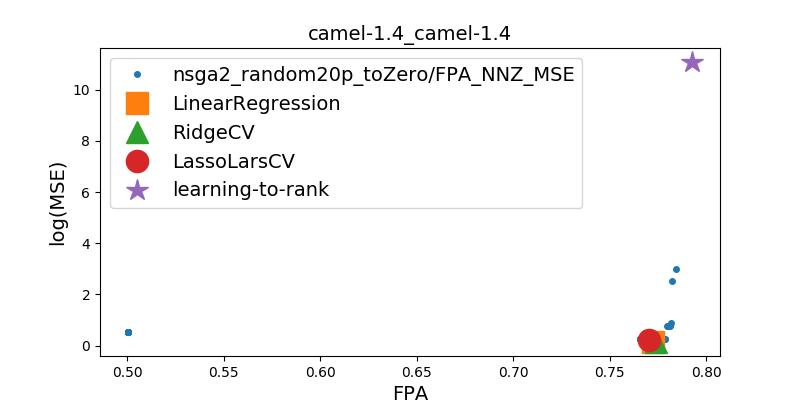 camel-1.4_camel-1.4
nsga2_random20p_toZero/FPA_NNZ_MSE
LinearRegression
RidgeCV
LassoLarsCV
learning-to-rank
log(MSE)
10
8
6
4
2
0
0.50 0.55 0.60 0.65 0.70 0.75 0.80
FPA